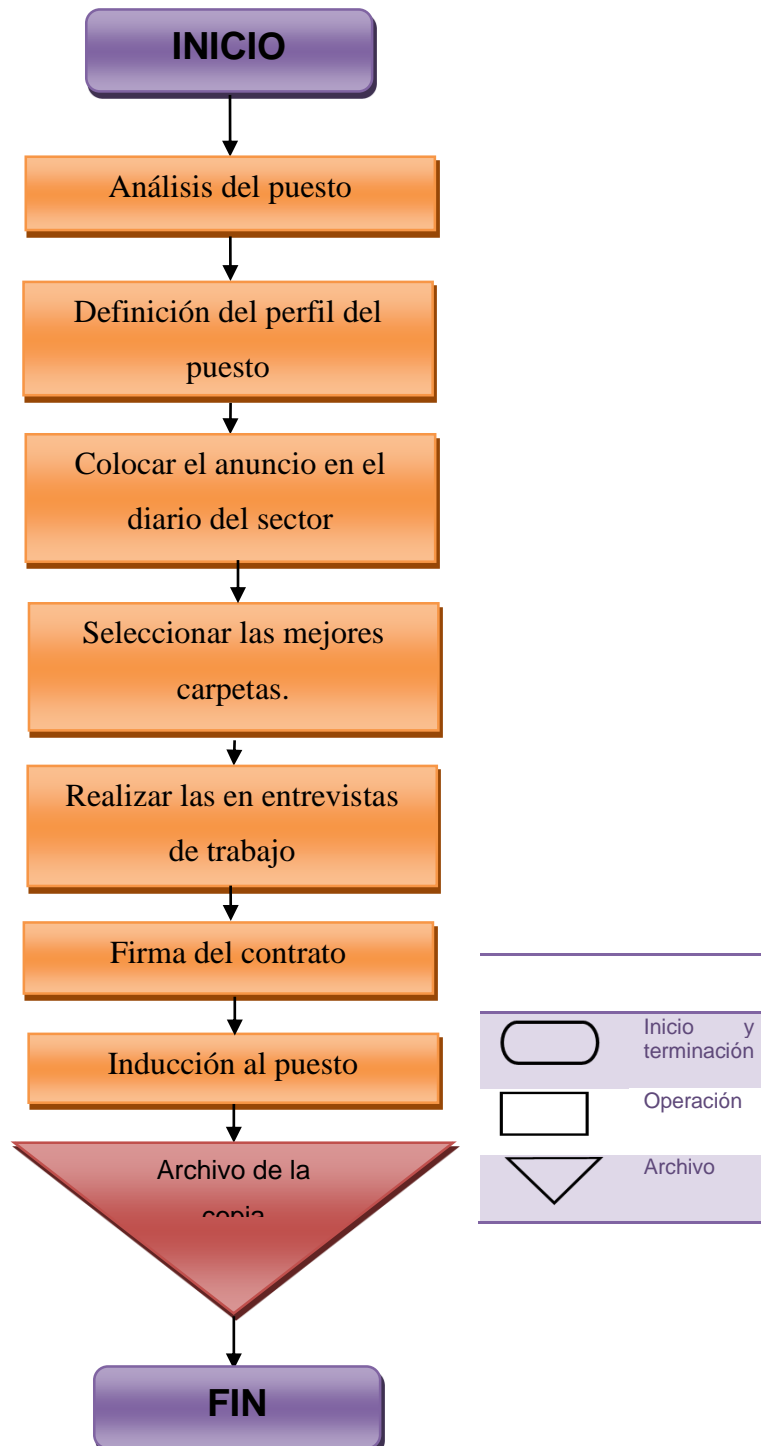 INICIO
Análisis del puesto
Definición del perfil del
puesto
Colocar el anuncio en el
diario del sector
Seleccionar las mejores
carpetas.
Realizar las en entrevistas
de trabajo
Firma del contrato
Inducción al puesto
Archivo de la
copia
FIN
Inicio y
terminación
Operación
Archivo